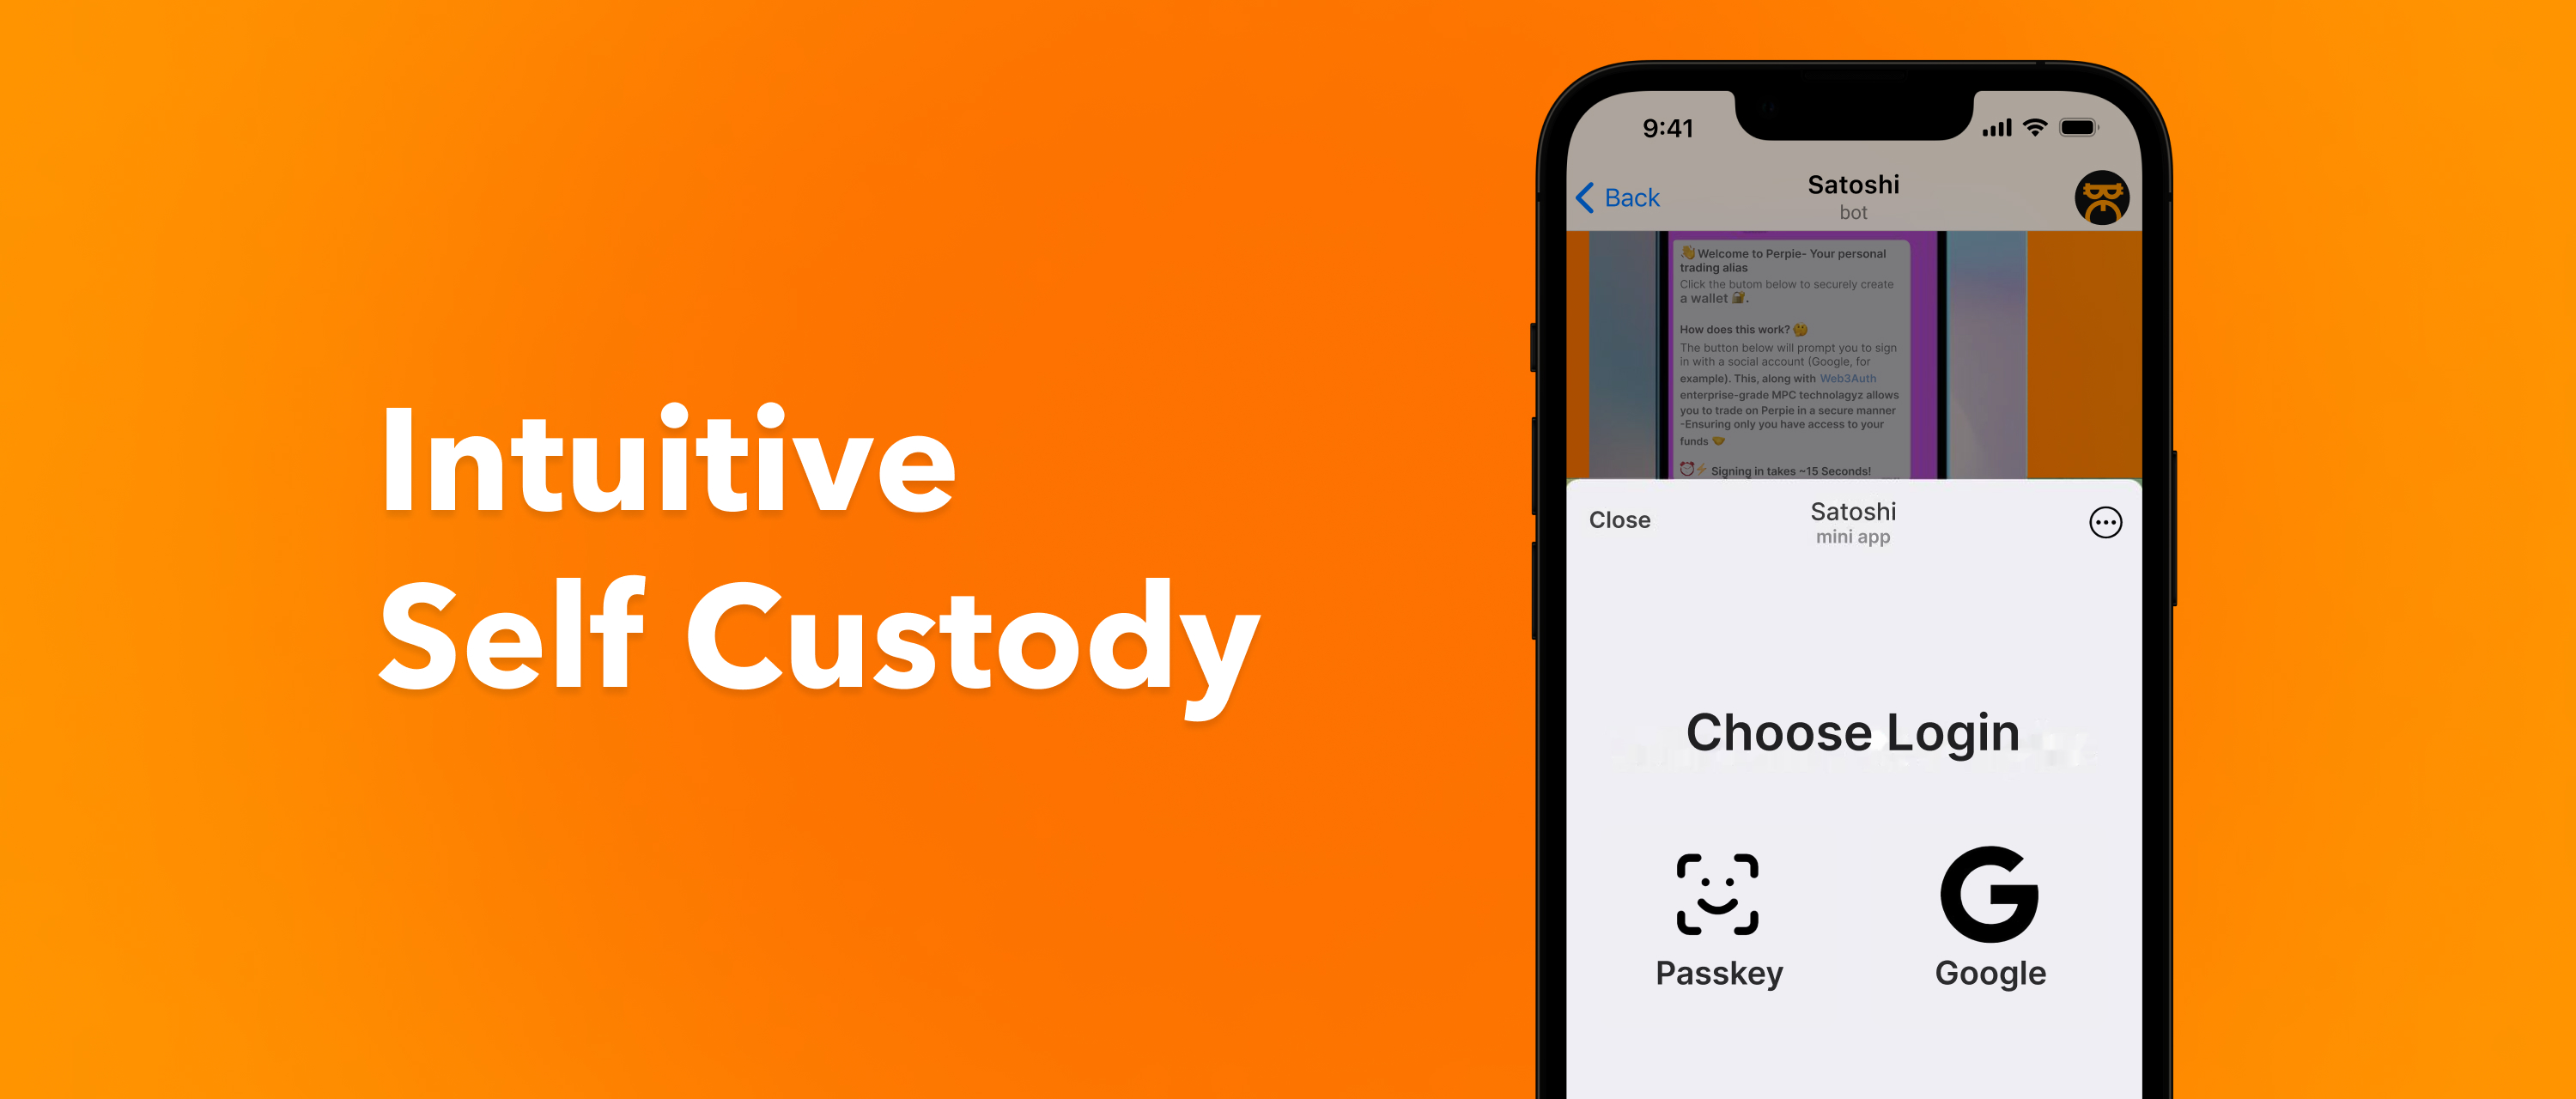 Intuitive
Self Custody
9:41
Back
Satoshi
bot
Welcome to Perpie- Your personal
trading alias
Click the butom below to securely create
a wallet 🔐.
How does this work? 🤔
The button below will prompt you to sign
in with a social account (Google, for
example). This, along with Web3Auth
enterprise-grade MPC technolagyz allows
you to trade on Perpie in a secure manner
-Ensuring only you have access to your
funds 🤝
⏰⚡ Signing in takes ~15 Seconds!
Close
Satoshi
mini app
Choose Login
Passkey
Google